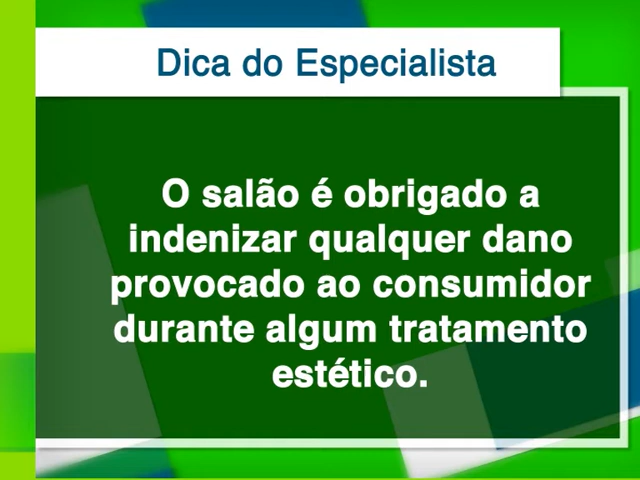 Dica do Especialista
O salão é obrigado a
indenizar qualquer dano
provocado ao consumidor
durante algum tratamento
estético.